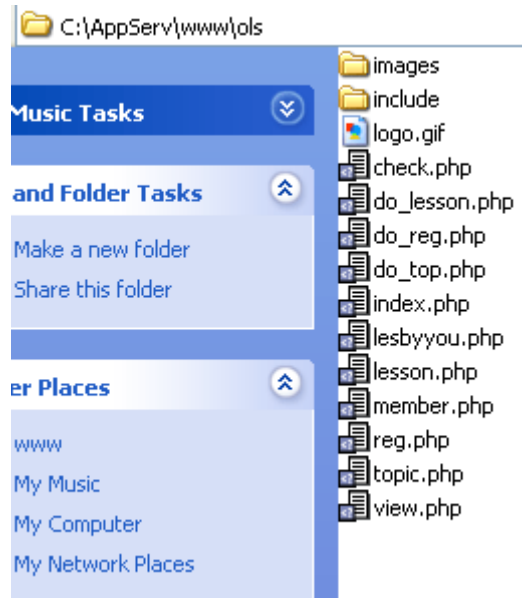 C:\AppServ\www\ols
Music Tasks
and Folder Tasks
Make a new folder
Share this folder
er Places
www
My Music
My Computer
My Network Places
images
include
logo.gif
check.php
do_lesson.php
do_reg.php
do_top.php
index.php
lesbyyou.php
lesson.php
member.php
reg.php
topic.php
view.php